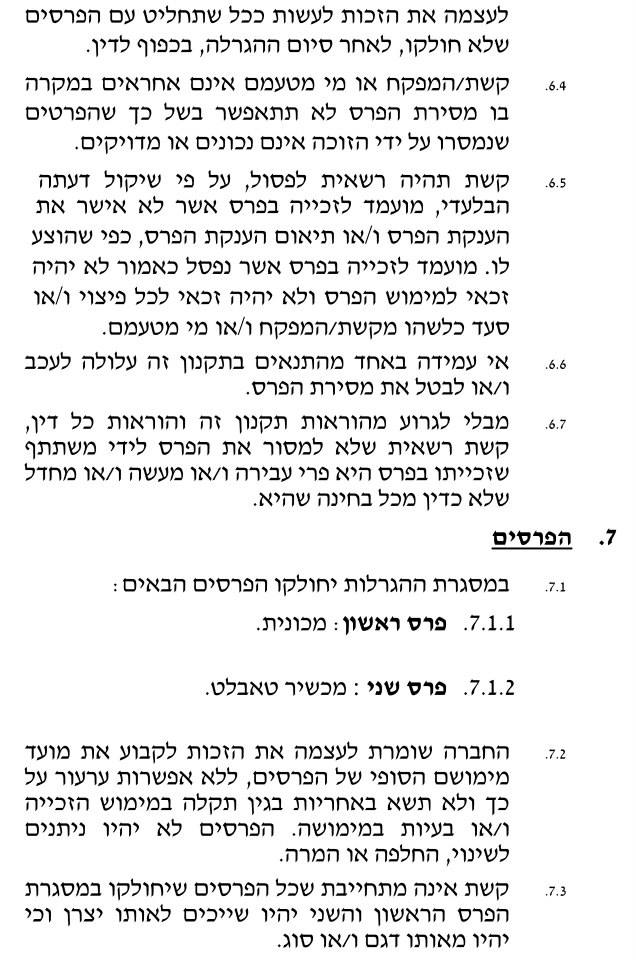 לעצמה את הזכות לעשות ככל שתחליט עם הפרסים
שלא חולקו, לאחר סיום ההגרלה, בכפוף לדין.
6.4. קשת/המפקח או מי מטעמם אינם אחראים במקרה
בו מסירת הפרס לא תתאפשר בשל כך שהפרטים
שנמסרו על ידי הזוכה אינם נכונים או מדויקים.
6.5. קשת תהיה רשאית לפסול, על פי שיקול דעתה
הבלעדי, מועמד לזכייה בפרס אשר לא אישר את
הענקת הפרס ו/או תיאום הענקת הפרס, כפי שהוצע
לו. מועמד לזכייה בפרס אשר נפסל כאמור לא יהיה
זכאי למימוש הפרס ולא יהיה זכאי לכל פיצוי ו/או
סעד כלשהו מקשת/המפקח ו/או מי מטעמם.
6.6. אי עמידה באחד מהתנאים בתקנון זה עלולה לעכב
ו/או לבטל את מסירת הפרס.
6.7. מבלי לגרוע מהוראות תקנון זה והוראות כל דין,
קשת רשאית שלא למסור את הפרס לידי משתתף
שזכייתו בפרס היא פרי עבירה ו/או מעשה ו/או מחדל
שלא כדין מכל בחינה שהיא.
7. הפרסים
7.1. במסגרת ההגרלות יחולקו הפרסים הבאים:
7.1.1. פרס ראשון: מכונית.
7.1.2. פרס שני: מכשיר טאבלט.
7.2. החברה שומרת לעצמה את הזכות לקבוע את מועד
מימושם הסופי של הפרסים, ללא אפשרות ערעור על
כך ולא תשא באחריות בגין תקלה במימוש הזכייה
ו/או בעיות במימושה. הפרסים לא יהיו ניתנים
לשינוי, החלפה או המרה.
7.3. קשת אינה מתחייבת שכל הפרסים שיחולקו במסגרת
הפרס הראשון והשני יהיו שייכים לאותו יצרן וכי
יהיו מאותו דגם ו/או סוג.